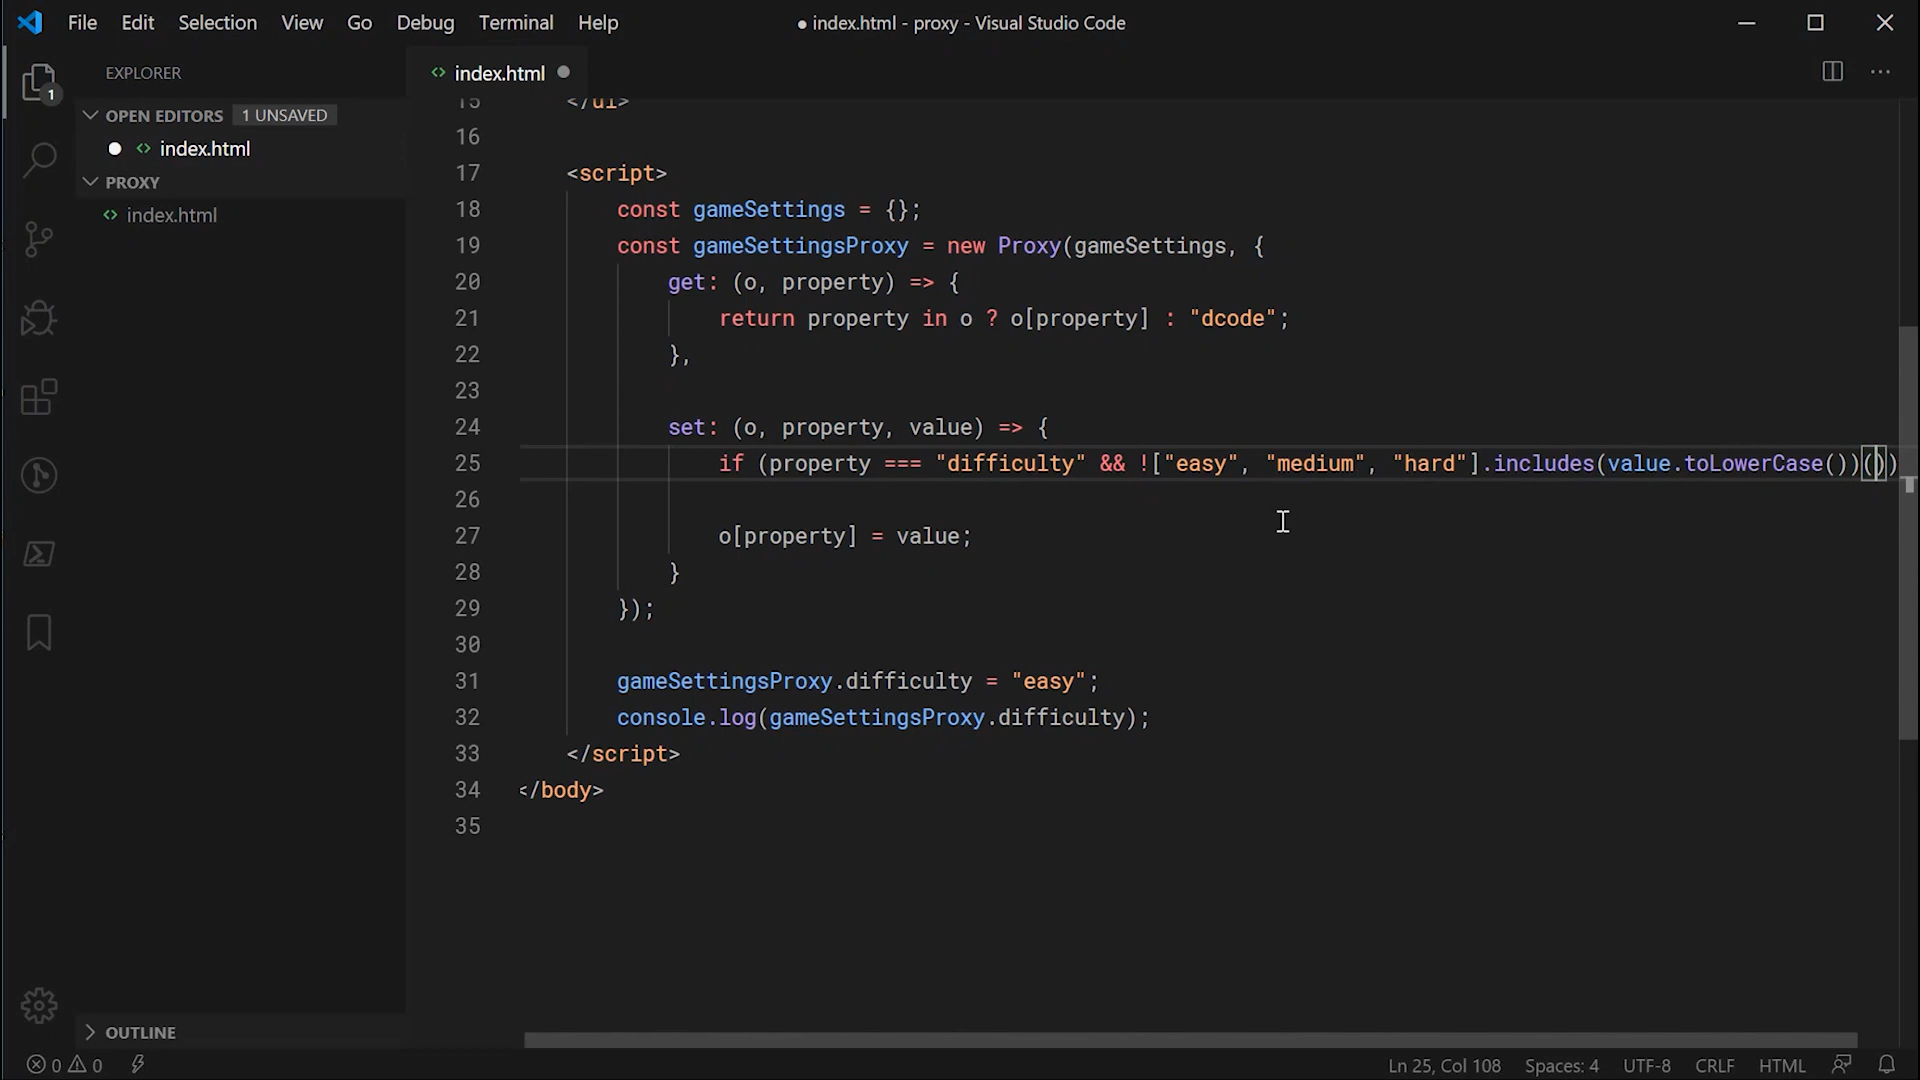 File Edit Selection View Go Debug Terminal Help
● index.html - proxy - Visual Studio Code
EXPLORER
1
OPEN EDITORS 1 UNSAVED
index.html
PROXY
index.html
OUTLINE
index.html
15 </ul>
16
17 <script>
18 const gameSettings = {};
19 const gameSettingsProxy = new Proxy(gameSettings, {
20 get: (o, property) => {
21 return property in o ? o[property] : "dcode";
22 },
23
24 set: (o, property, value) => {
25 if (property === "difficulty" && !["easy", "medium", "hard"].includes(value.toLowerCase())())
26
27 o[property] = value;
28 }
29 });
30
31 gameSettingsProxy.difficulty = "easy";
32 console.log(gameSettingsProxy.difficulty);
33 </script>
34 </body>
35
0 0
Ln 25, Col 108 Spaces: 4 UTF-8 CRLF HTML